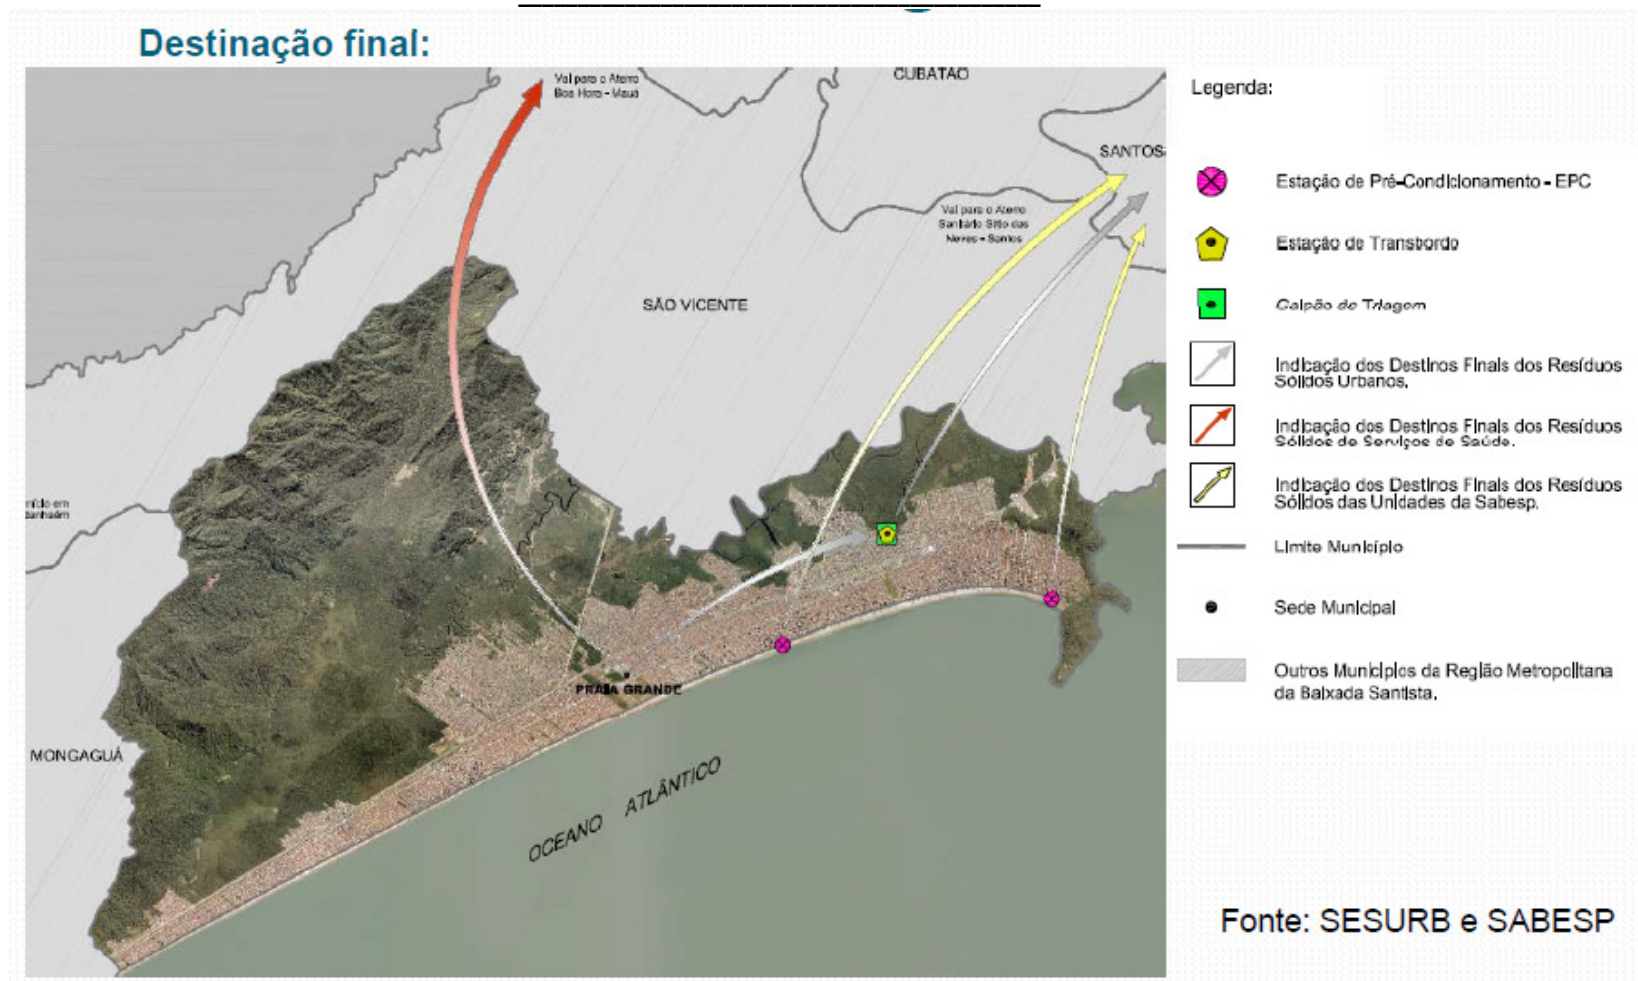 Destinação final:
Vai para o Aterro
Boa Hora - Mauá
CUBATÃO
SANTOS
Vai para o Aterro
Sanitário Sítio das
Neves - Santos
SÃO VICENTE
PRAIA GRANDE
MONGAGUÁ
OCEANO ATLÂNTICO
Legenda:
Estação de Pré-Condicionamento - EPC
Estação de Transbordo
Galpão de Triagem
Indicação dos Destinos Finais dos Resíduos
Sólidos Urbanos.
Indicação dos Destinos Finais dos Resíduos
Sólidos de Serviços de Saúde.
Indicação dos Destinos Finais dos Resíduos
Sólidos das Unidades da Sabesp.
Limite Município
Sede Municipal
Outros Municípios da Região Metropolitana
da Baixada Santista.
Fonte: SESURB e SABESP